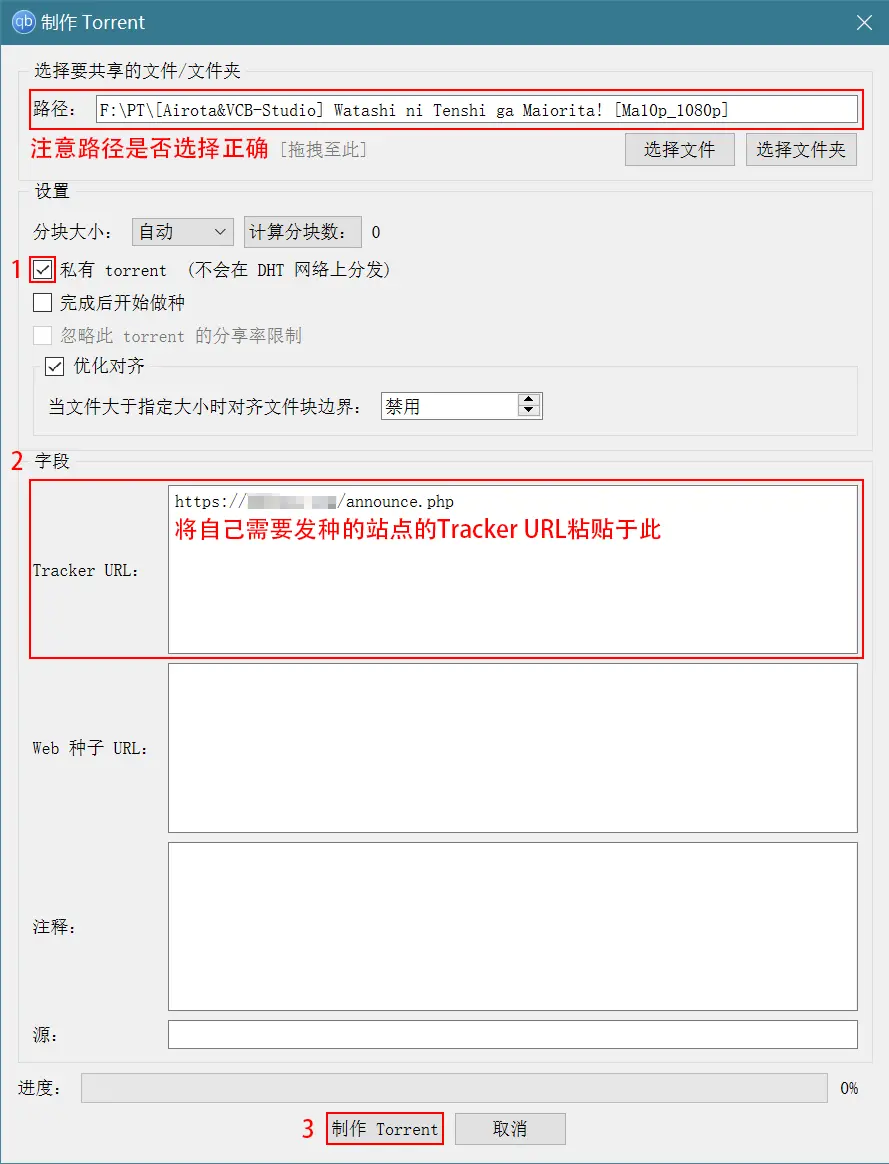 qb 制作 Torrent
选择要共享的文件/文件夹
路径: F:\PT\[Airota&VCB-Studio] Watashi ni Tenshi ga Maiorita! [Ma10p_1080p]
注意路径是否选择正确 [拖拽至此] 选择文件 选择文件夹
设置
分块大小: 自动 计算分块数: 0
1 私有 torrent (不会在 DHT 网络上分发)
完成后开始做种
忽略此 torrent 的分享率限制
优化对齐
当文件大于指定大小时对齐文件块边界: 禁用
2 字段
https:// /announce.php
将自己需要发种的站点的Tracker URL粘贴于此
Tracker URL:
Web 种子 URL:
注释:
源:
进度: 0%
3 制作 Torrent 取消